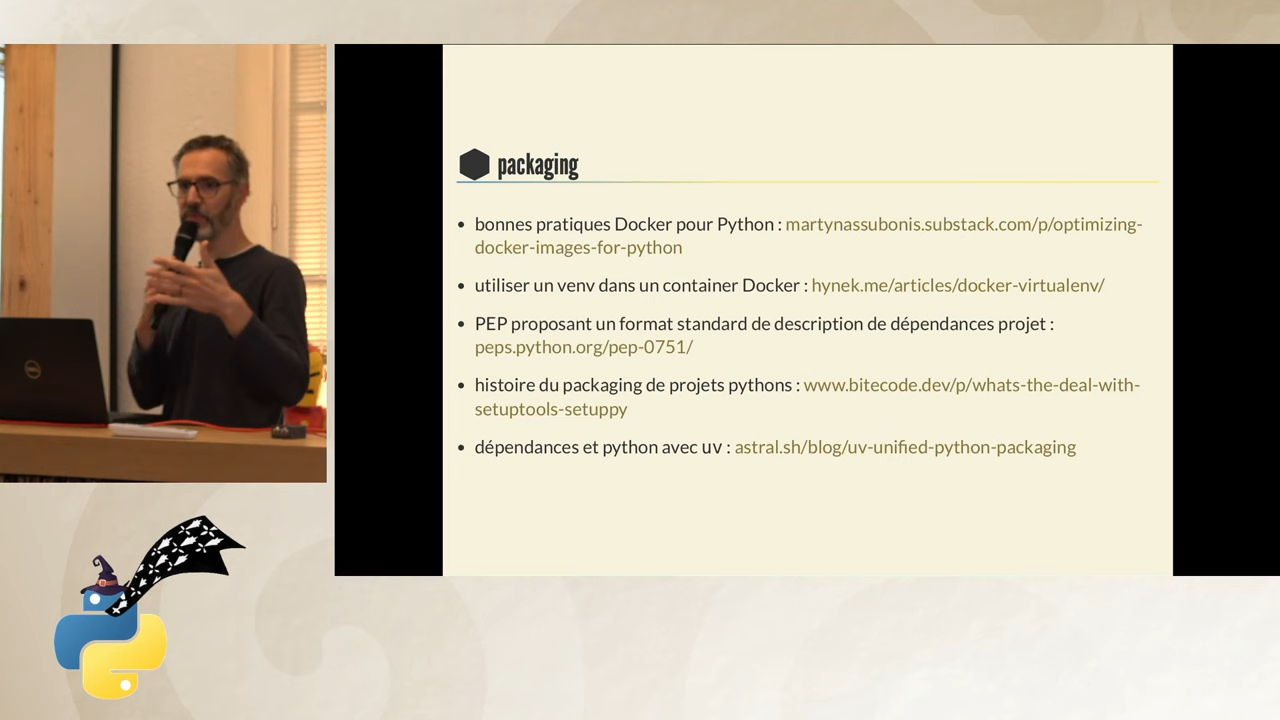 packaging
• bonnes pratiques Docker pour Python : martynassubonis.substack.com/p/optimizing-
docker-images-for-python
• utiliser un venv dans un container Docker : hynek.me/articles/docker-virtualenv/
• PEP proposant un format standard de description de dépendances projet :
peps.python.org/pep-0751/
• histoire du packaging de projets pythons : www.bitecode.dev/p/whats-the-deal-with-
setuptools-setuppy
• dépendances et python avec uv : astral.sh/blog/uv-unified-python-packaging